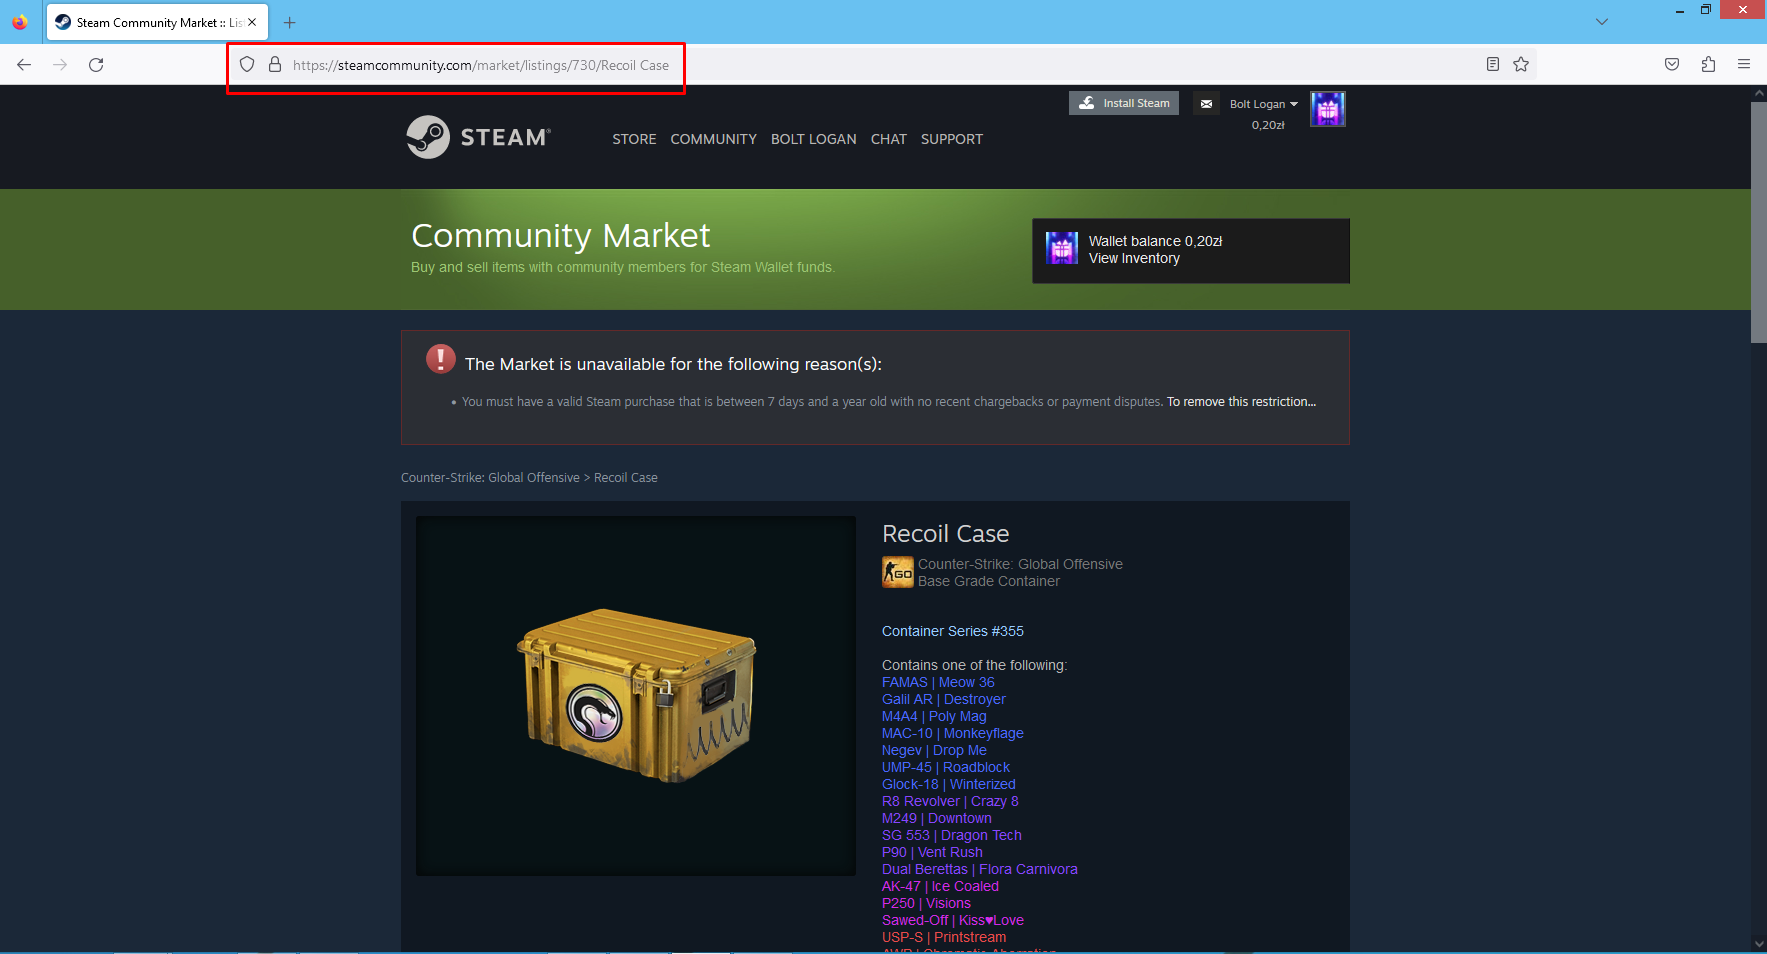 Steam Community Market :: Lis
https://steamcommunity.com/market/listings/730/Recoil Case
Install Steam
Bolt Logan
0,20zł
STEAM®
STORE COMMUNITY BOLT LOGAN CHAT SUPPORT
Community Market
Buy and sell items with community members for Steam Wallet funds.
Wallet balance 0,20zł
View Inventory
The Market is unavailable for the following reason(s):
• You must have a valid Steam purchase that is between 7 days and a year old with no recent chargebacks or payment disputes. To remove this restriction...
Counter-Strike: Global Offensive > Recoil Case
Recoil Case
GO
Counter-Strike: Global Offensive
Base Grade Container
Container Series #355
Contains one of the following:
FAMAS | Meow 36
Galil AR | Destroyer
M4A4 | Poly Mag
MAC-10 | Monkeyflage
Negev | Drop Me
UMP-45 | Roadblock
Glock-18 | Winterized
R8 Revolver | Crazy 8
M249 | Downtown
SG 553 | Dragon Tech
P90 | Vent Rush
Dual Berettas | Flora Carnivora
AK-47 | Ice Coaled
P250 | Visions
Sawed-Off | Kiss♥Love
USP-S | Printstream
AWP | Chromatic Aberration